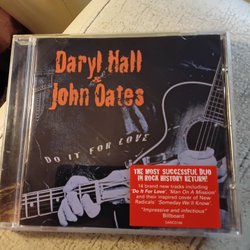 Daryl Hall
&
John Oates
DO IT FOR LOVE
THE MOST SUCCESSFUL DUO
IN ROCK HISTORY RETURN!
14 brand new tracks including
'Do It For Love', 'Man On A Mission'
and their inspired cover of New
Radicals' 'Someday We'll Know'.
"Impressive and infectious"
Billboard